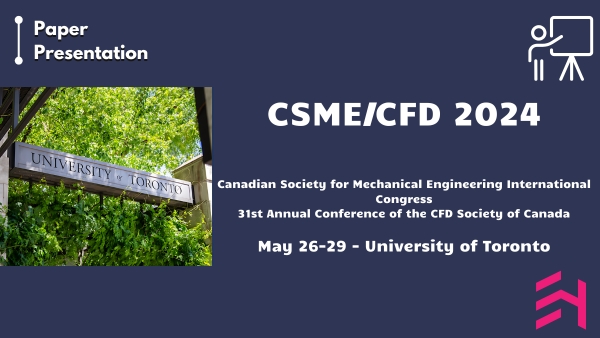 Paper
Presentation
CSME/CFD 2024
UNIVERSITY OF TORONTO
Canadian Society for Mechanical Engineering International
Congress
31st Annual Conference of the CFD Society of Canada
May 26-29 - University of Toronto